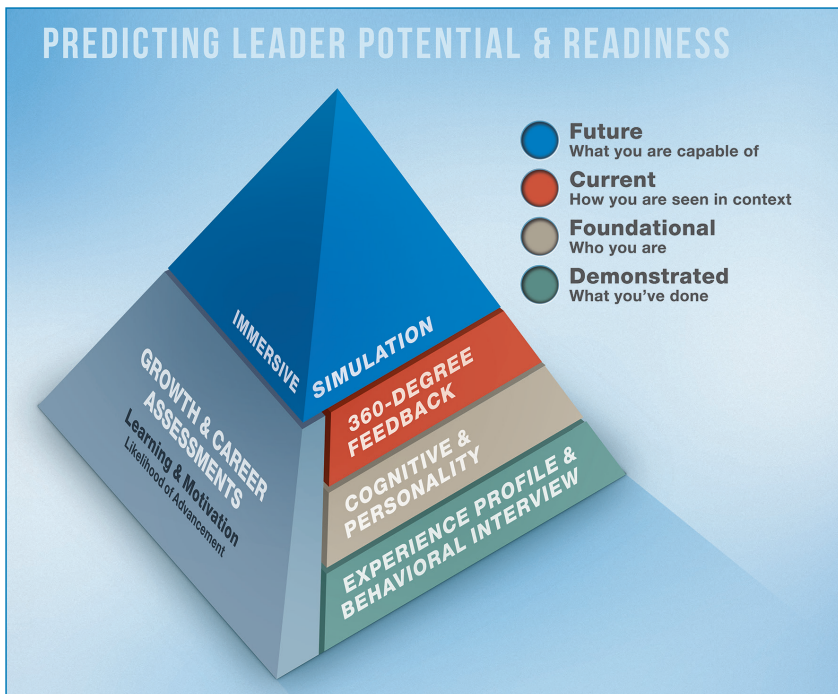 PREDICTING LEADER POTENTIAL & READINESS
Future
What you are capable of
Current
How you are seen in context
Foundational
Who you are
Demonstrated
What you've done
IMMERSIVE SIMULATION
GROWTH & CAREER
ASSESSMENTS
Learning & Motivation
Likelihood of Advancement
360-DEGREE
FEEDBACK
COGNITIVE &
PERSONALITY
EXPERIENCE PROFILE &
BEHAVIORAL INTERVIEW